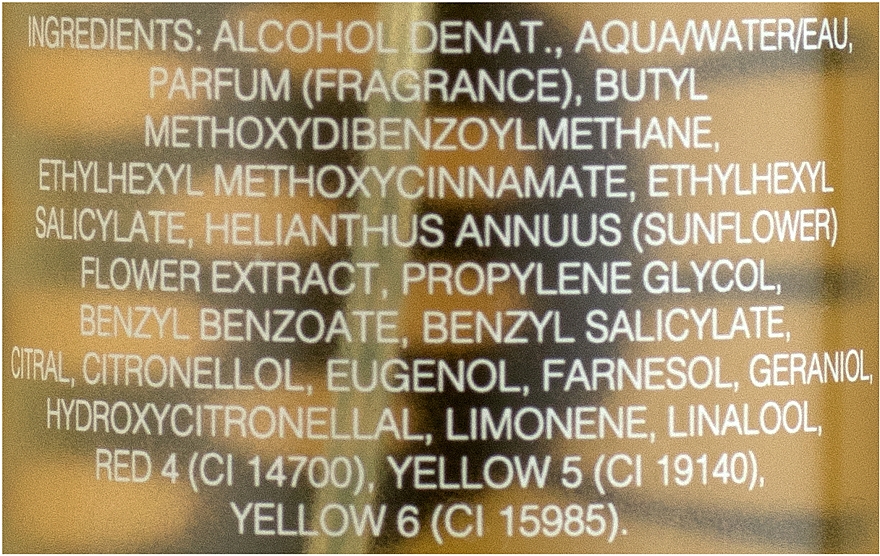 INGREDIENTS: ALCOHOL DENAT., AQUA/WATER/EAU,
PARFUM (FRAGRANCE), BUTYL
METHOXYDIBENZOYLMETHANE,
ETHYLHEXYL METHOXYCINNAMATE, ETHYLHEXYL
SALICYLATE, HELIANTHUS ANNUUS (SUNFLOWER)
FLOWER EXTRACT, PROPYLENE GLYCOL,
BENZYL BENZOATE, BENZYL SALICYLATE,
CITRAL, CITRONELLOL, EUGENOL, FARNESOL, GERANIOL,
HYDROXYCITRONELLAL, LIMONENE, LINALOOL,
RED 4 (CI 14700), YELLOW 5 (CI 19140),
YELLOW 6 (CI 15985).